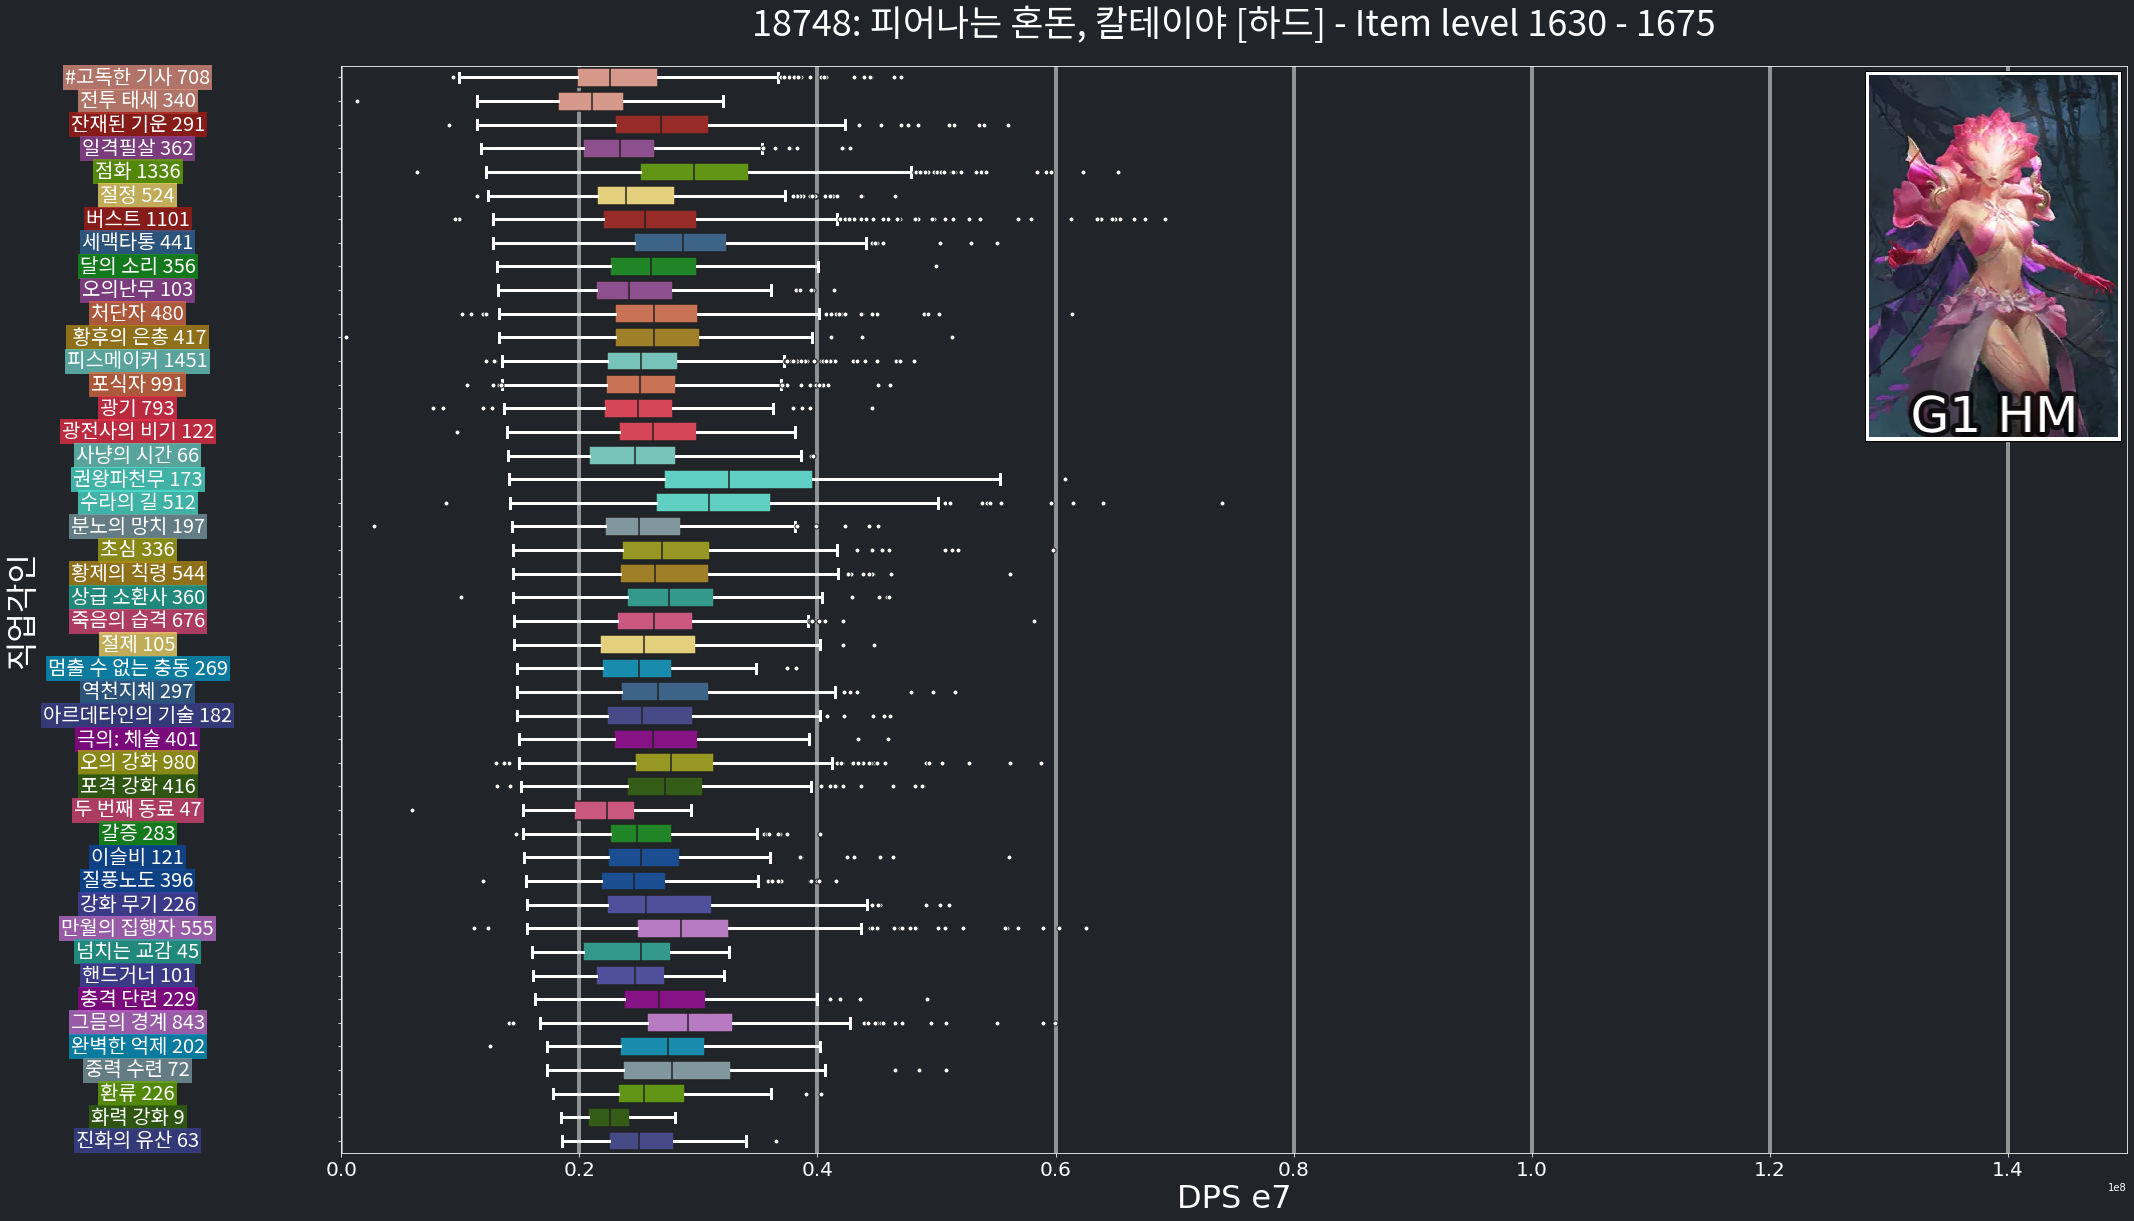 18748: 피어나는 혼돈, 칼테이야 [하드] - Item level 1630 - 1675
#고독한 기사 708
전투 태세 340
잔재된 기운 291
일격필살 362
점화 1336
절정 524
버스트 1101
세맥타통 441
달의 소리 356
오의난무 103
처단자 480
황후의 은총 417
피스메이커 1451
포식자 991
광기 793
광전사의 비기 122
사냥의 시간 66
권왕파천무 173
수라의 길 512
분노의 망치 197
초심 336
황제의 칙령 544
상급 소환사 360
죽음의 습격 676
절제 105
멈출 수 없는 충동 269
역천지체 297
아르데타인의 기술 182
극의: 체술 401
오의 강화 980
포격 강화 416
두 번째 동료 47
갈증 283
이슬비 121
질풍노도 396
강화 무기 226
만월의 집행자 555
넘치는 교감 45
핸드거너 101
충격 단련 229
그믐의 경계 843
완벽한 억제 202
중력 수련 72
환류 226
화력 강화 9
진화의 유산 63
직업각인
G1 HM
0.0 0.2 0.4 0.6 0.8 1.0 1.2 1.4
1e8
DPS e7